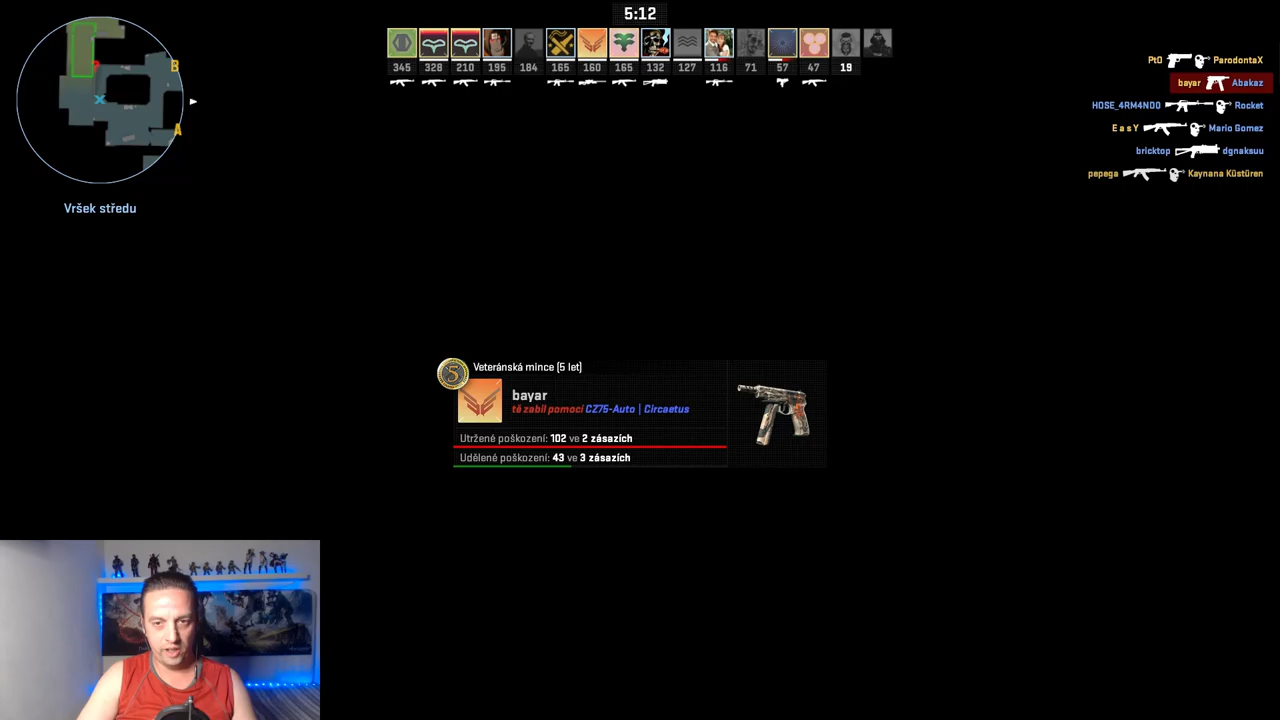 5:12
345 328 210 195 184 165 160 165 132 127 116 71 57 47 19
B
A
Vršek středu
PtO ParodontaX
bayar Abakaz
HOSE_4RM4NDO Rocket
E a s Y Mario Gomez
bricktop dgnaksuu
pepega Kaynana Küstüren
Veteránská mince (5 let)
5
bayar
tě zabil pomocí CZ75-Auto | Circaetus
Utržené poškození: 102 ve 2 zásazích
Udělené poškození: 43 ve 3 zásazích